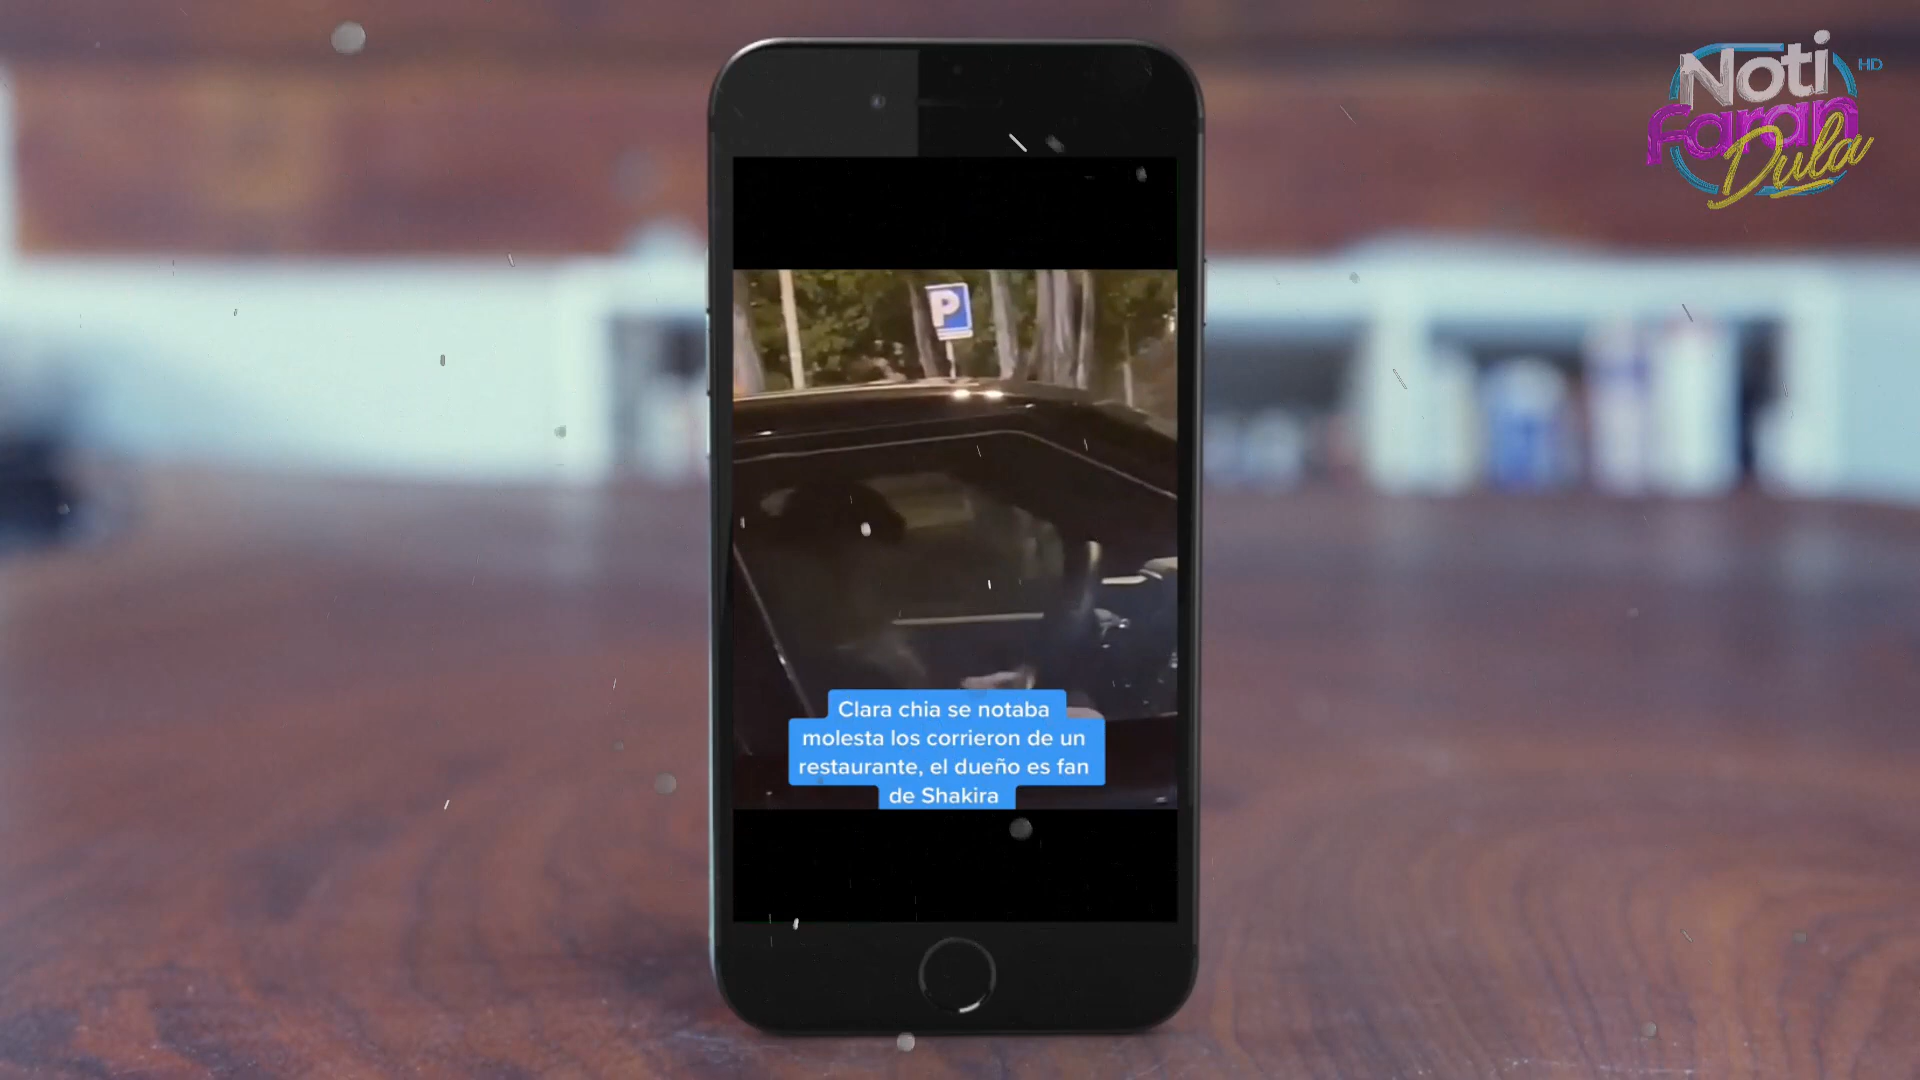 Noti
HD
Faran
Dula
P
Clara chia se notaba
molesta los corrieron de un
restaurante, el dueño es fan
de Shakira